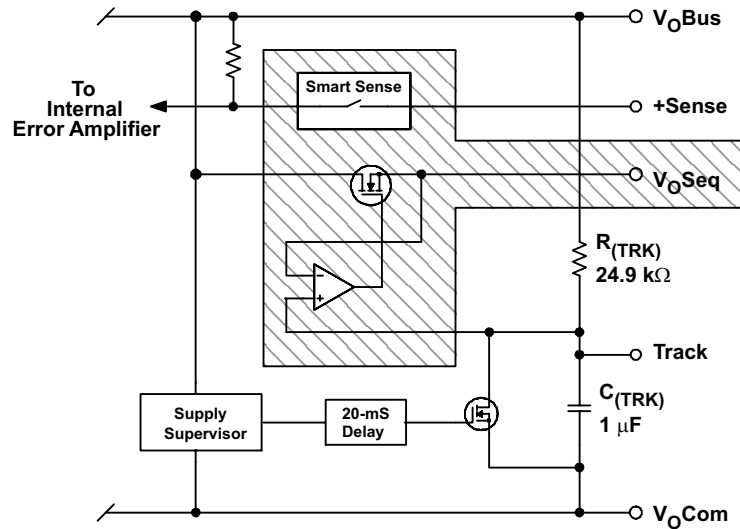 VOBus
Smart Sense
To
Internal
Error Amplifier
+Sense
VOSeq
R(TRK)
24.9 kΩ
−
+
Track
C(TRK)
1 μF
Supply
Supervisor
20-mS
Delay
VOCom